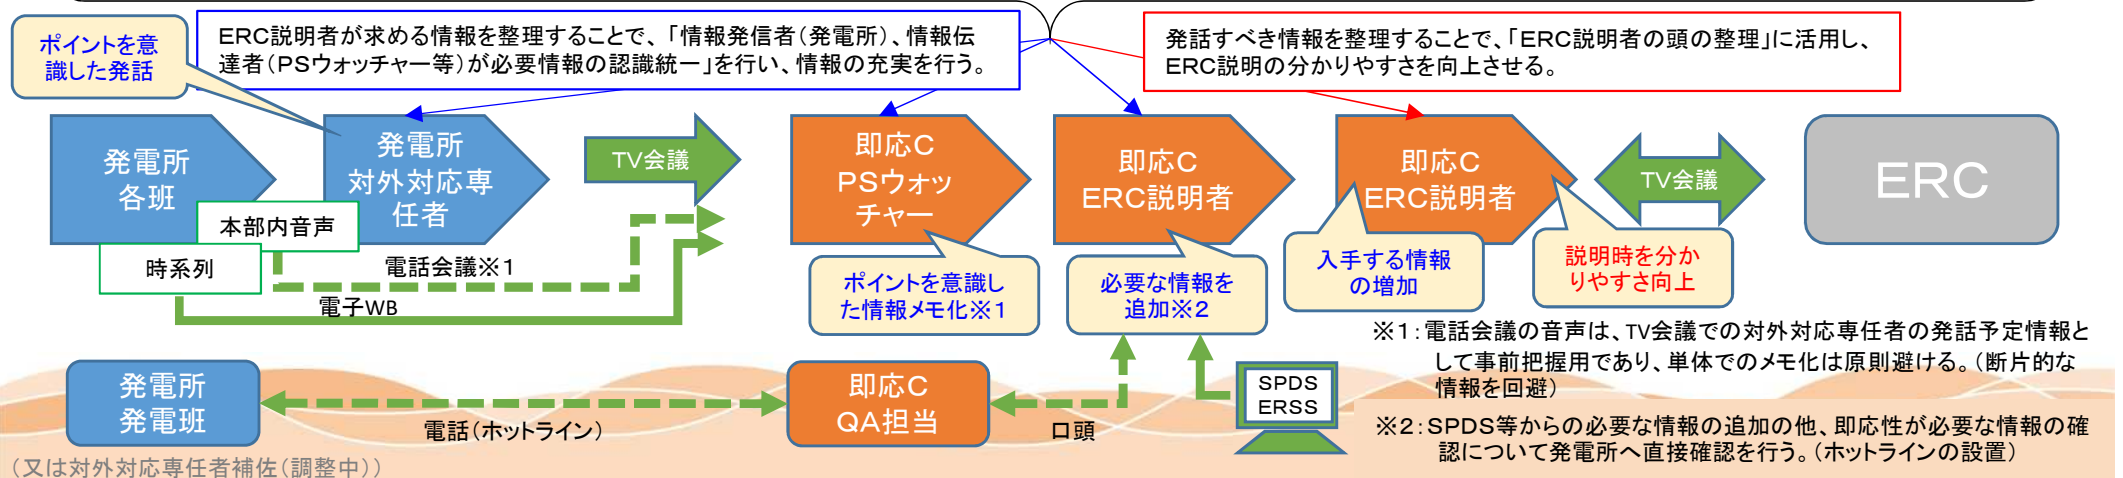 ポイントを意
識した発話
ERC説明者が求める情報を整理することで、「情報発信者(発電所)、情報伝
達者(PSウォッチャー等)が必要情報の認識統一」を行い、情報の充実を行う。
発話すべき情報を整理することで、「ERC説明者の頭の整理」に活用し、
ERC説明の分かりやすさを向上させる。
発電所
各班
発電所
対外対応専
任者
TV会議
即応C
PSウォッ
チャー
即応C
ERC説明者
即応C
ERC説明者
TV会議
ERC
本部内音声
時系列
電話会議※1
電子WB
ポイントを意識し
た情報メモ化※1
必要な情報を
追加※2
入手する情報
の増加
説明時を分か
りやすさ向上
※1:電話会議の音声は、TV会議での対外対応専任者の発話予定情報と
して事前把握用であり、単体でのメモ化は原則避ける。(断片的な
情報を回避)
発電所
発電班
電話(ホットライン)
即応C
QA担当
口頭
SPDS
ERSS
※2:SPDS等からの必要な情報の追加の他、即応性が必要な情報の確
認について発電所へ直接確認を行う。(ホットラインの設置)
(又は対外対応専任者補佐(調整中))